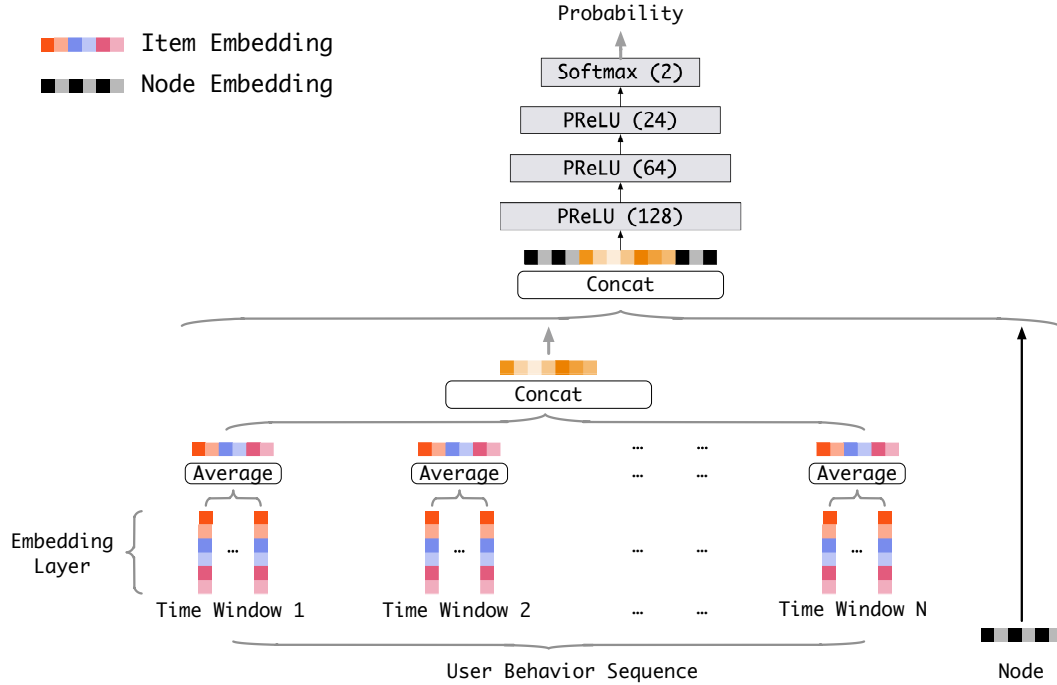 Probability
Item Embedding
Node Embedding
Softmax (2)
PReLU (24)
PReLU (64)
PReLU (128)
Concat
Concat
... ...
Average Average ... ... Average
Embedding
Layer
... ... ... ... ...
Time Window 1 Time Window 2 ... ... Time Window N
User Behavior Sequence
Node